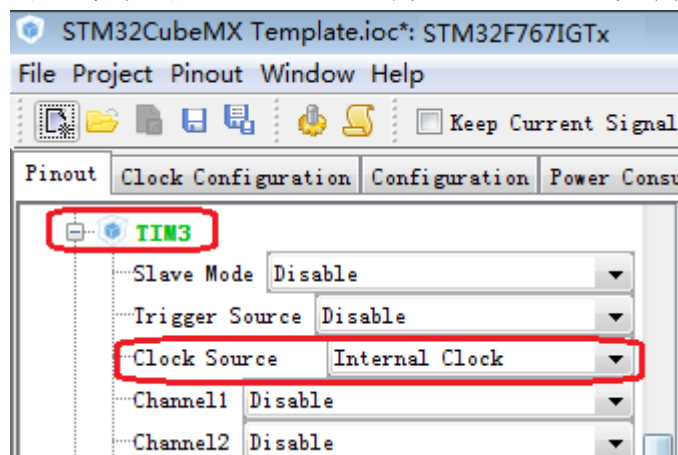 STM32CubeMX Template.ioc*: STM32F767IGTx
File Project Pinout Window Help
Keep Current Signal
Pinout Clock Configuration Configuration Power Consu
TIM3
Slave Mode Disable
Trigger Source Disable
Clock Source Internal Clock
Channel1 Disable
Channel2 Disable